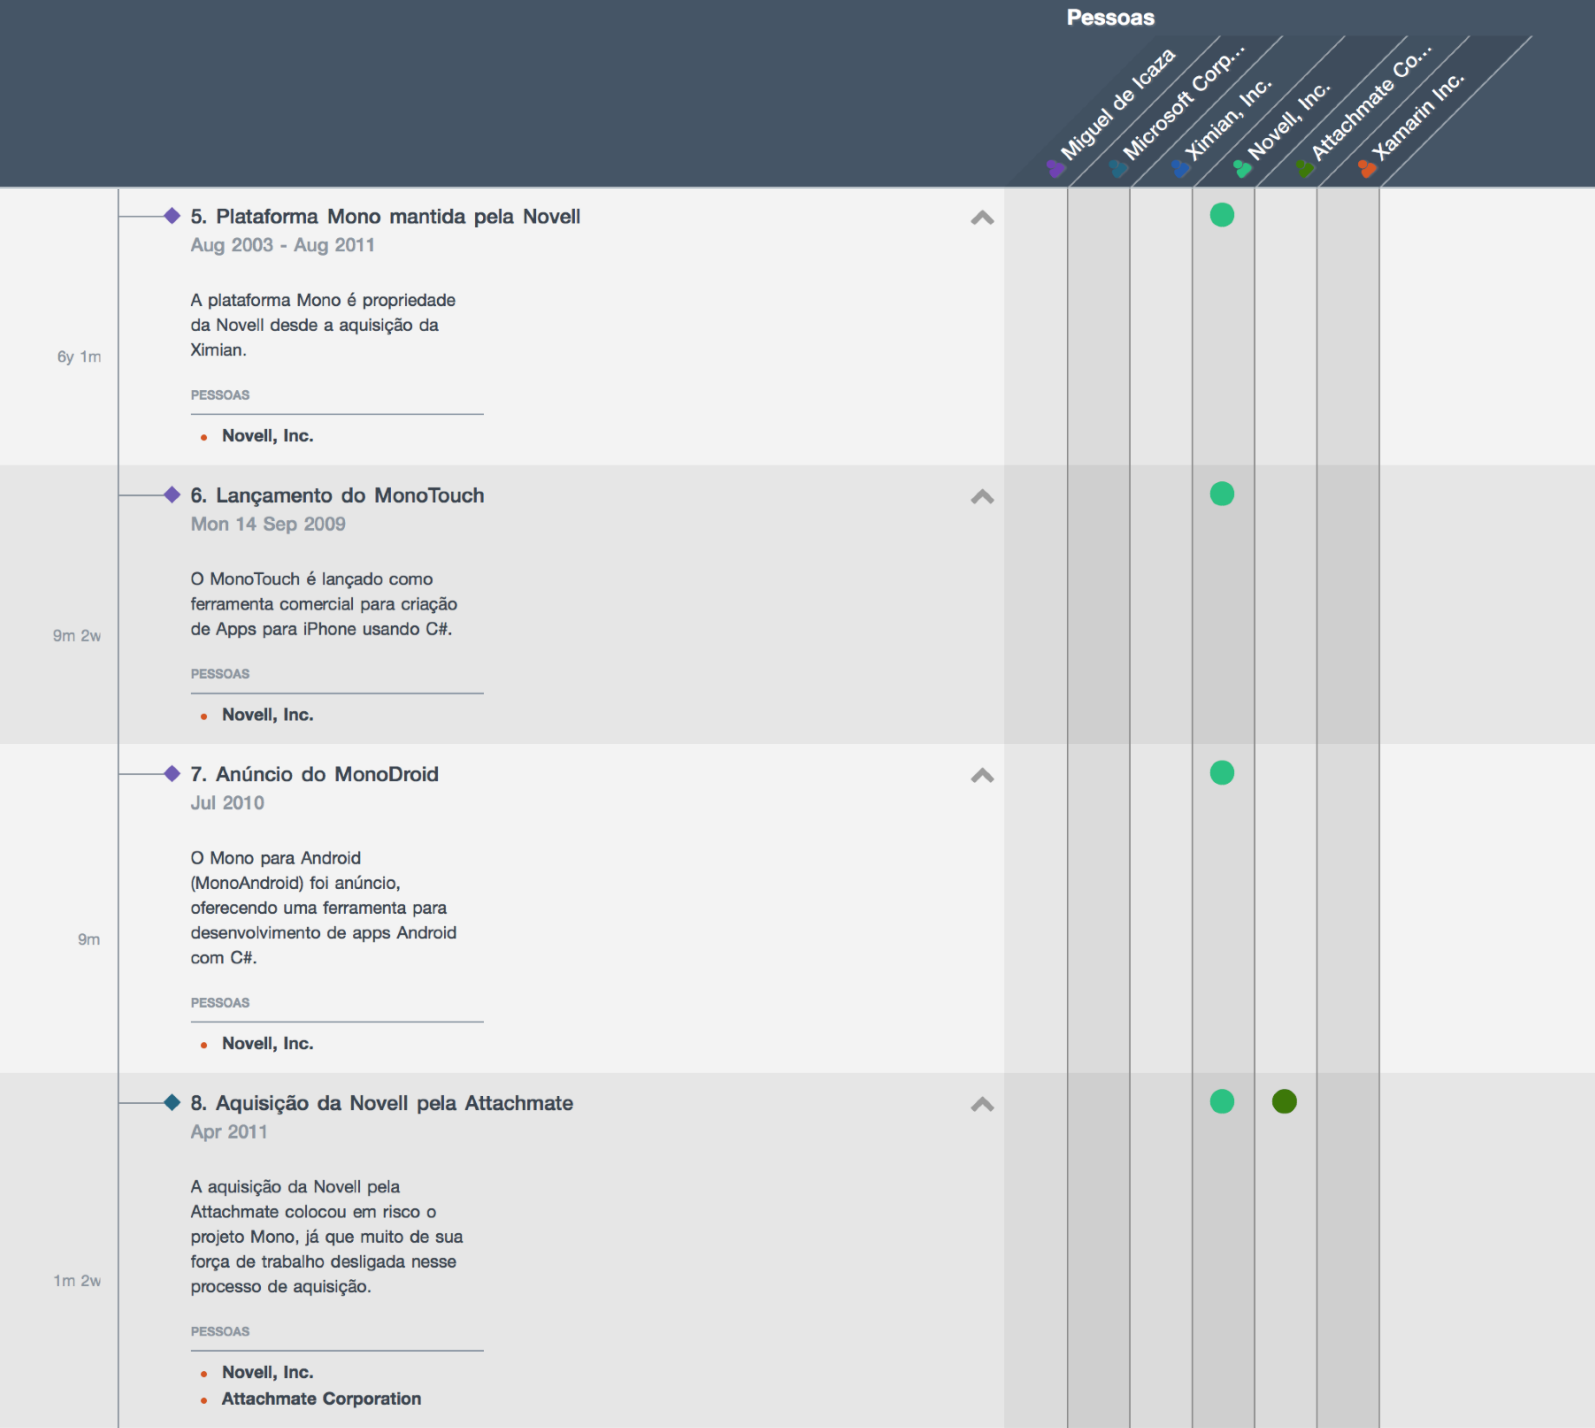 Pessoas
Miguel de Icaza
Microsoft Corp...
Ximian, Inc.
Novell, Inc.
Attachmate Co...
Xamarin Inc.
5. Plataforma Mono mantida pela Novell
Aug 2003 - Aug 2011
A plataforma Mono é propriedade
da Novell desde a aquisição da
Ximian.
6y 1m
PESSOAS
Novell, Inc.
6. Lançamento do MonoTouch
Mon 14 Sep 2009
O MonoTouch é lançado como
ferramenta comercial para criação
de Apps para iPhone usando C#.
9m 2w
PESSOAS
Novell, Inc.
7. Anúncio do MonoDroid
Jul 2010
O Mono para Android
(MonoAndroid) foi anúncio,
oferecendo uma ferramenta para
desenvolvimento de apps Android
com C#.
9m
PESSOAS
Novell, Inc.
8. Aquisição da Novell pela Attachmate
Apr 2011
A aquisição da Novell pela
Attachmate colocou em risco o
projeto Mono, já que muito de sua
força de trabalho desligada nesse
processo de aquisição.
1m 2w
PESSOAS
Novell, Inc.
Attachmate Corporation